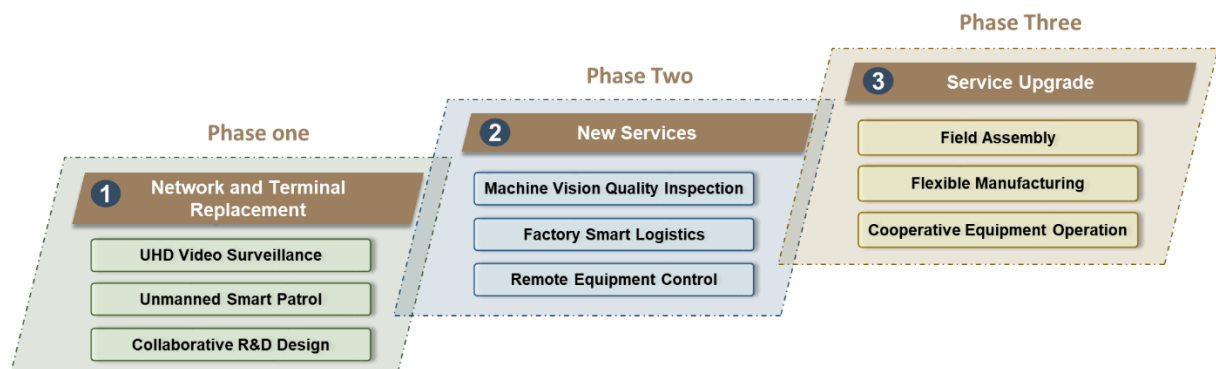 Phase one
1
Network and Terminal
Replacement
UHD Video Surveillance
Unmanned Smart Patrol
Collaborative R&D Design
Phase Two
2
New Services
Machine Vision Quality Inspection
Factory Smart Logistics
Remote Equipment Control
Phase Three
3
Service Upgrade
Field Assembly
Flexible Manufacturing
Cooperative Equipment Operation